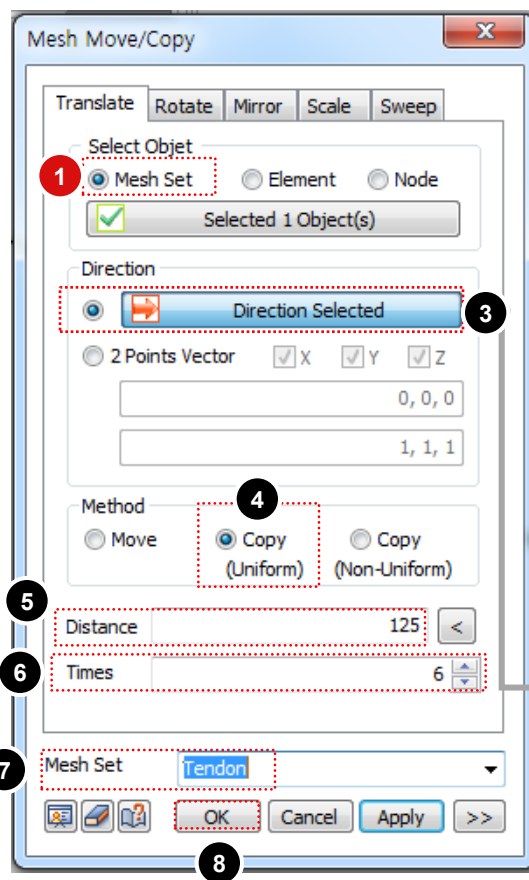 Mesh Move/Copy
X
Translate Rotate Mirror Scale Sweep
Select Objet
1 Mesh Set Element Node
Selected 1 Object(s)
Direction
Direction Selected 3
2 Points Vector X Y Z
0, 0, 0
1, 1, 1
4
Method
Move Copy (Uniform) Copy (Non-Uniform)
5
Distance 125 <
6 Times 6
7 Mesh Set Tendon
OK Cancel Apply >>
8